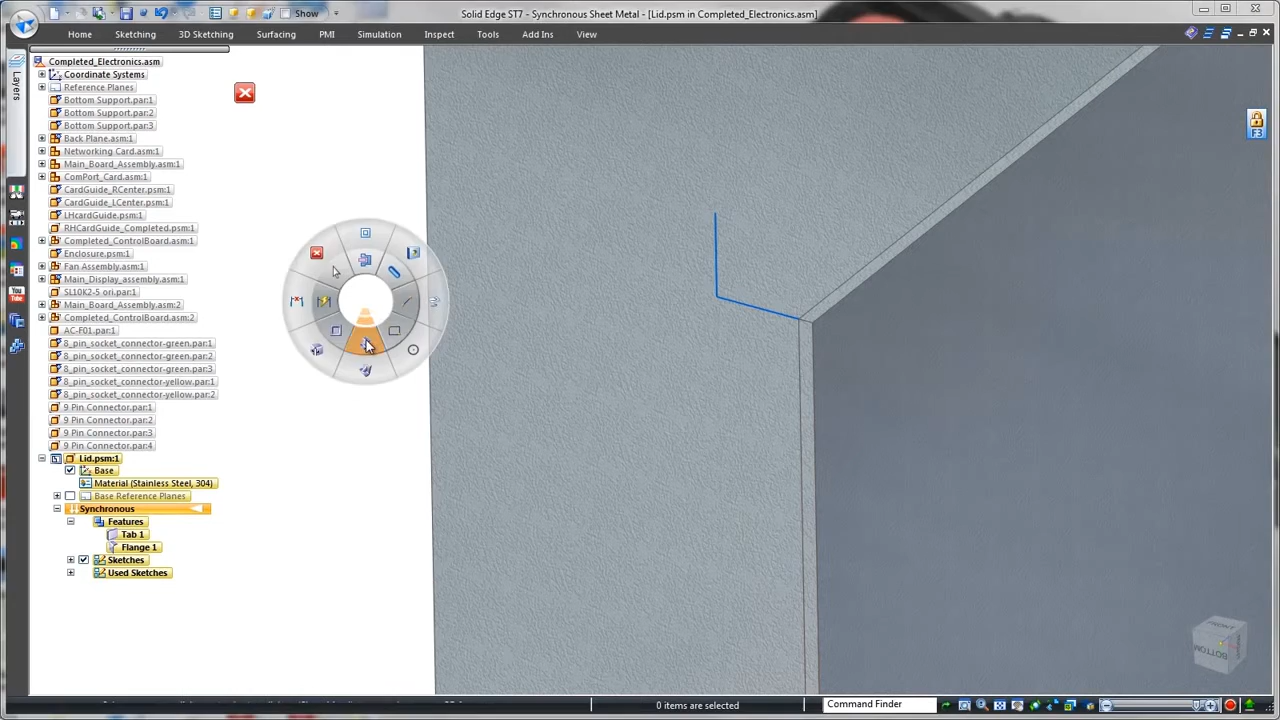 Show
Solid Edge ST7 - Synchronous Sheet Metal - [Lid.psm in Completed_Electronics.asm]
Home Sketching 3D Sketching Surfacing PMI Simulation Inspect Tools Add Ins View
Layers
Completed_Electronics.asm
Coordinate Systems
Reference Planes
Bottom Support.par:1
Bottom Support.par:2
Bottom Support.par:3
Back Plane.asm:1
Networking Card.asm:1
Main_Board_Assembly.asm:1
ComPort_Card.asm:1
CardGuide_RCenter.psm:1
CardGuide_LCenter.psm:1
LHcardGuide.psm:1
RHCardGuide_Completed.psm:1
Completed_ControlBoard.asm:1
Enclosure.psm:1
Fan Assembly.asm:1
Main_Display_assembly.asm:1
SL10K2-5 ori.par:1
Main_Board_Assembly.asm:2
Completed_ControlBoard.asm:2
AC-F01.par:1
8_pin_socket_connector-green.par:1
8_pin_socket_connector-green.par:2
8_pin_socket_connector-green.par:3
8_pin_socket_connector-yellow.par:1
8_pin_socket_connector-yellow.par:2
9 Pin Connector.par:1
9 Pin Connector.par:2
9 Pin Connector.par:3
9 Pin Connector.par:4
Lid.psm:1
Base
Material (Stainless Steel, 304)
Base Reference Planes
Synchronous
Features
Tab 1
Flange 1
Sketches
Used Sketches
You
Tube
F3
BOTTOM
0 items are selected
Command Finder